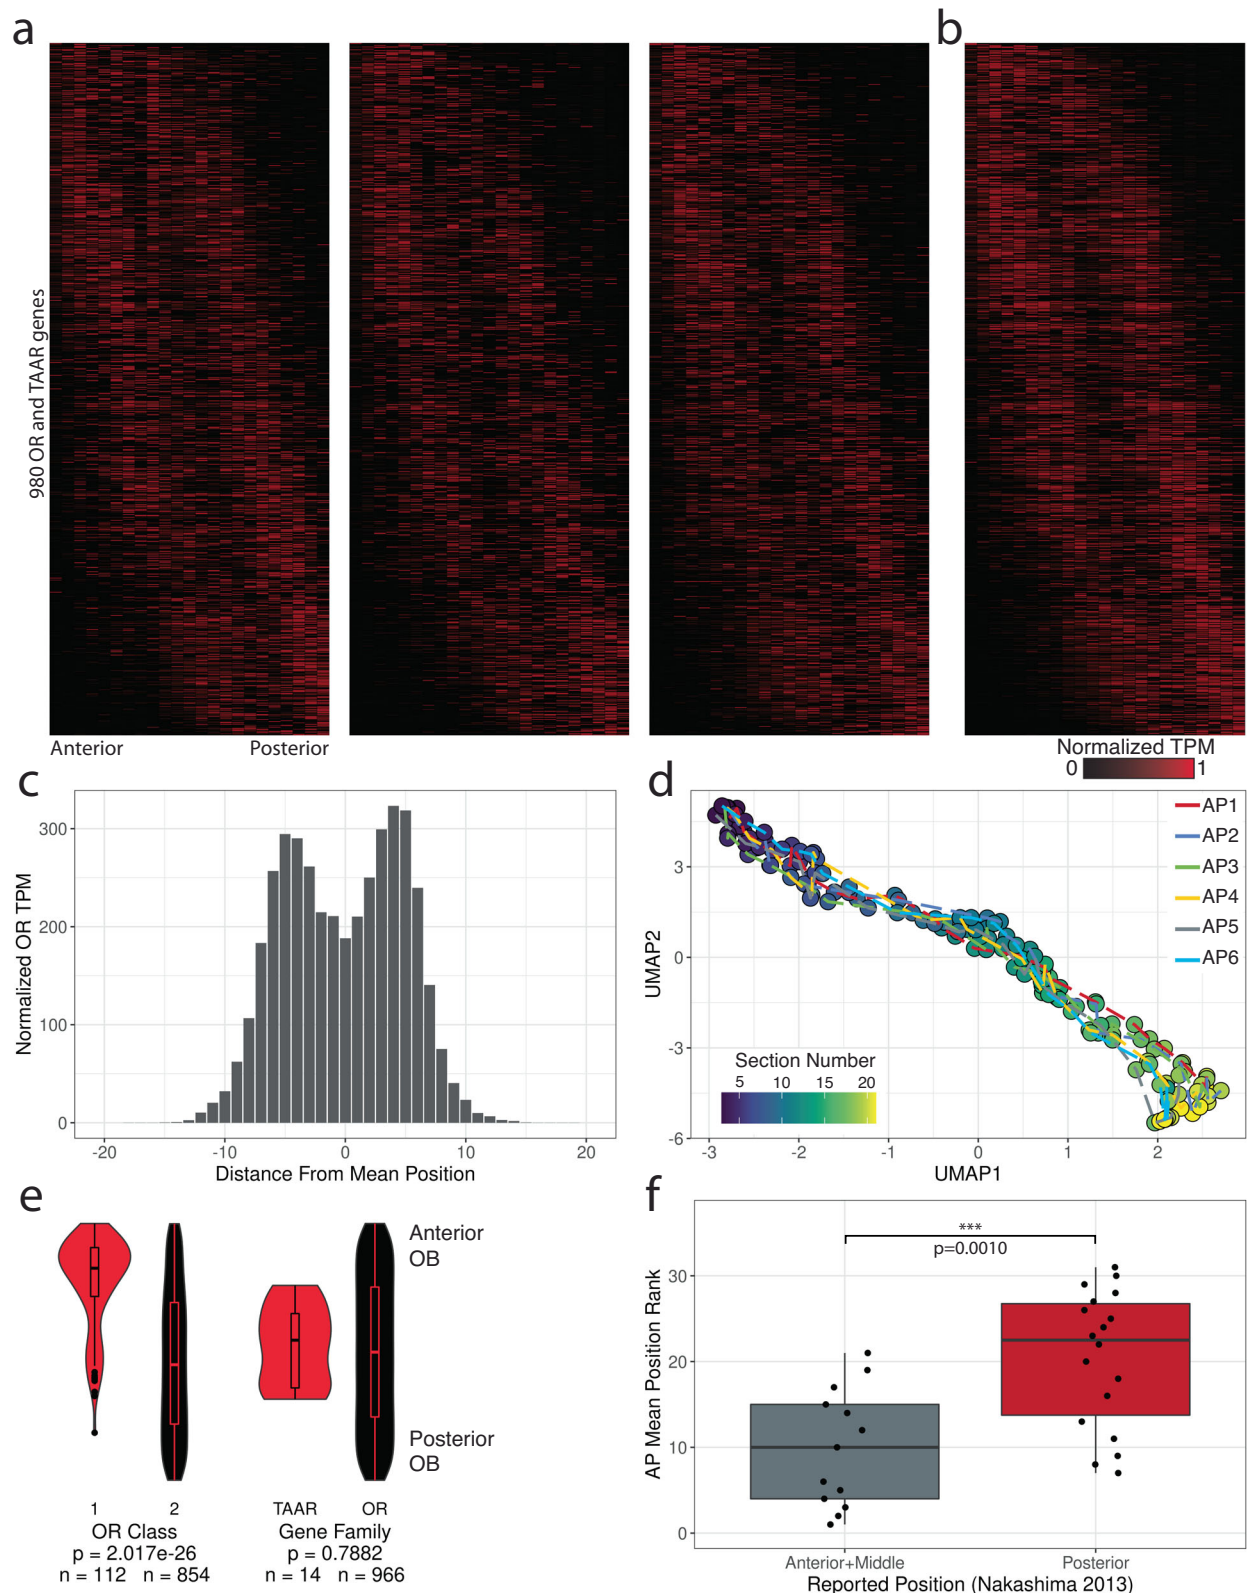 a
b
980 OR and TAAR genes
Anterior
Posterior
Normalized TPM
0
1
c
Normalized OR TPM
300
200
100
0
-20
-10
0
10
20
Distance From Mean Position
d
UMAP2
3
0
-3
-6
-3
-2
-1
0
1
2
UMAP1
AP1
AP2
AP3
AP4
AP5
AP6
Section Number
5
10
15
20
e
Anterior
OB
Posterior
OB
1
2
TAAR
OR
OR Class
Gene Family
p = 2.017e-26
p = 0.7882
n = 112 n = 854
n = 14 n = 966
f
AP Mean Position Rank
30
20
10
0
***
p=0.0010
Anterior+Middle
Posterior
Reported Position (Nakashima 2013)